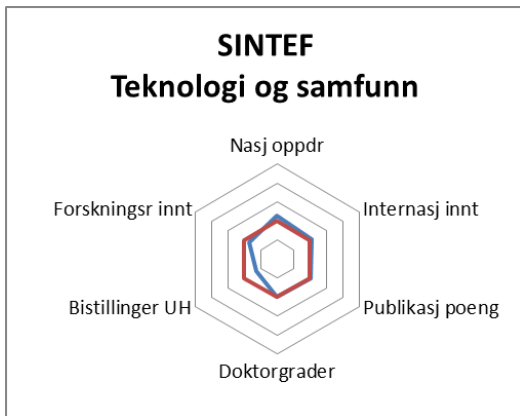 SINTEF
Teknologi og samfunn
Nasj oppdr
Forskningsr innt
Internasj innt
Bistillinger UH
Publikasj poeng
Doktorgrader